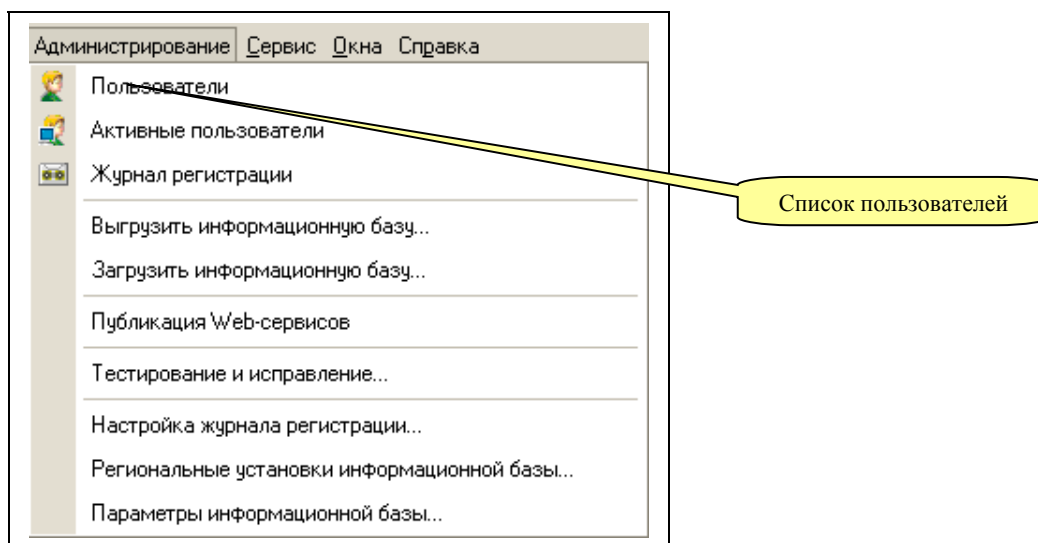 Администрирование Сервис Окна Справка
Пользователи
Активные пользователи
Журнал регистрации
Список пользователей
Выгрузить информационную базу...
Загрузить информационную базу...
Публикация Web-сервисов
Тестирование и исправление...
Настройка журнала регистрации...
Региональные установки информационной базы...
Параметры информационной базы...